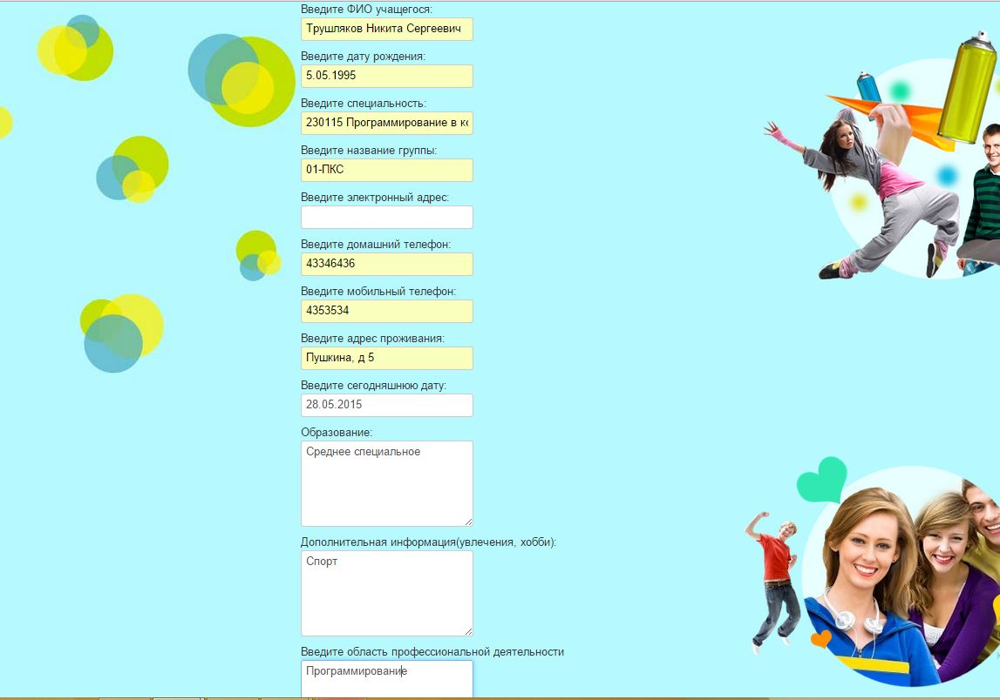 Введите ФИО учащегося:
Трушляков Никита Сергеевич
Введите дату рождения:
5.05.1995
Введите специальность:
230115 Программирование в
Введите название группы:
01-ПКС
Введите электронный адрес:
Введите домашний телефон:
43346436
Введите мобильный телефон:
4353534
Введите адрес проживания:
Пушкина, д 5
Введите сегодняшнюю дату:
28.05.2015
Образование:
Среднее специальное
Дополнительная информация(увлечения, хобби):
Спорт
Введите область профессиональной деятельности
Программирование